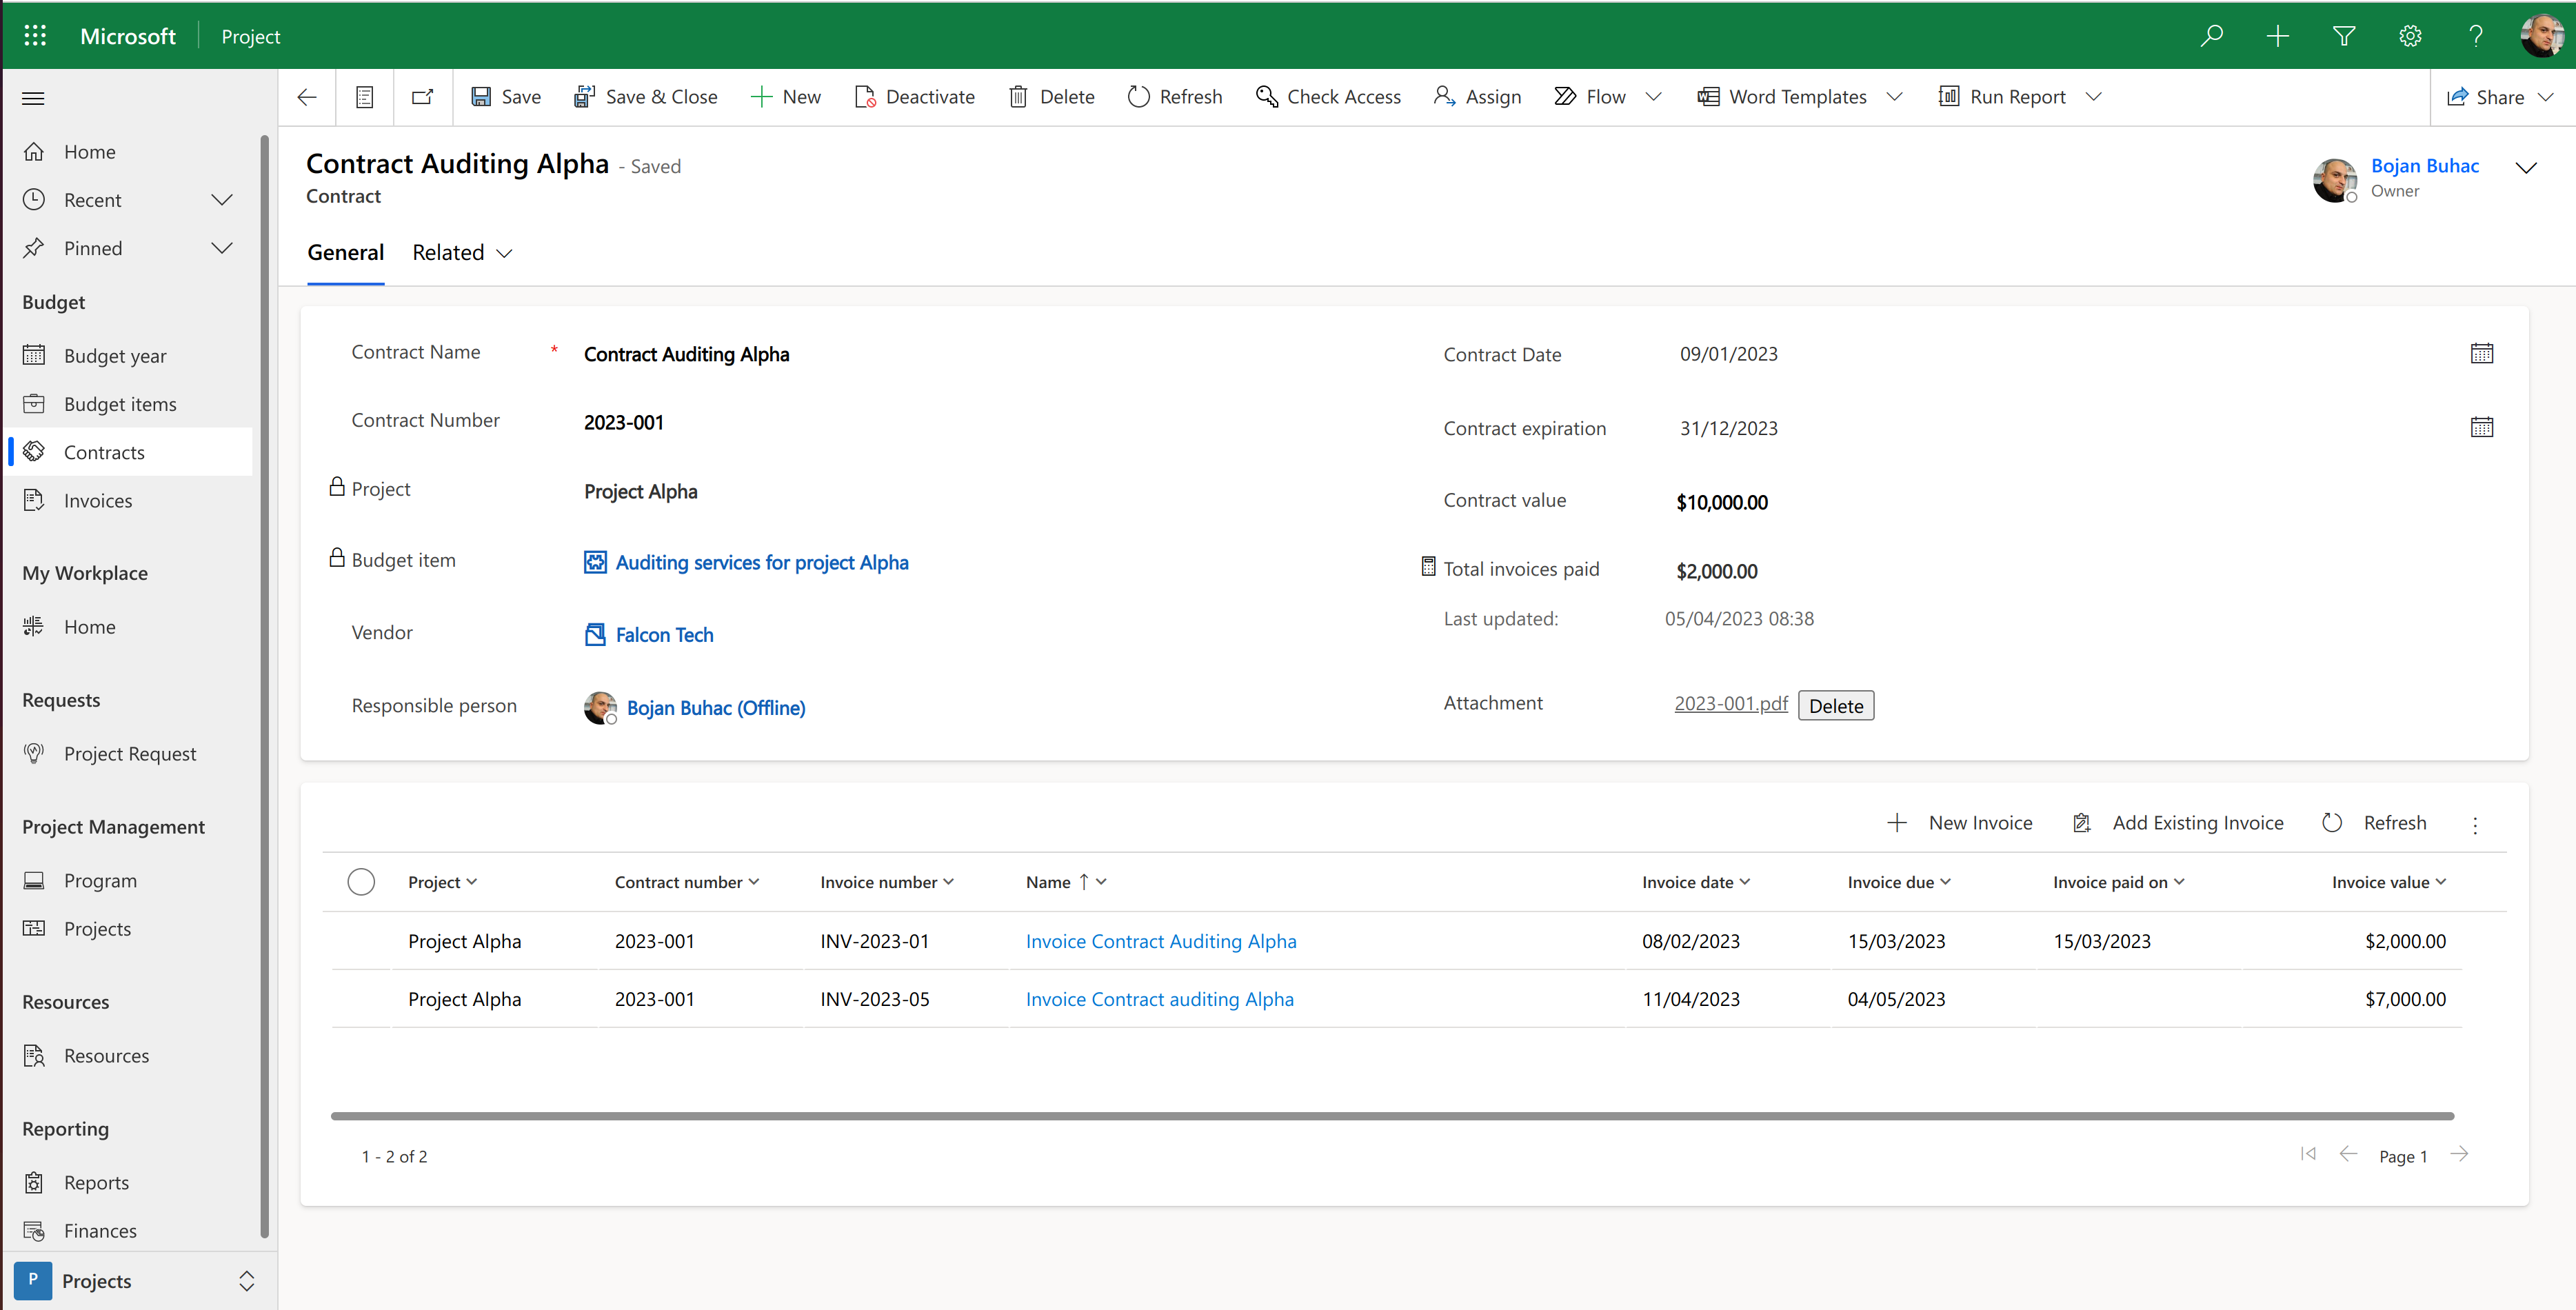 Microsoft Project
Save Save & Close New Deactivate Delete Refresh Check Access Assign Flow Word Templates Run Report Share
Home
Recent
Pinned
Budget
Budget year
Budget items
Contracts
Invoices
My Workplace
Home
Requests
Project Request
Project Management
Program
Projects
Resources
Resources
Reporting
Reports
Finances
P Projects
Contract Auditing Alpha - Saved
Contract
Bojan Buhac
Owner
General Related
Contract Name * Contract Auditing Alpha
Contract Number 2023-001
Project Project Alpha
Budget item Auditing services for project Alpha
Vendor Falcon Tech
Responsible person Bojan Buhac (Offline)
Contract Date 09/01/2023
Contract expiration 31/12/2023
Contract value $10,000.00
Total invoices paid $2,000.00
Last updated: 05/04/2023 08:38
Attachment 2023-001.pdf Delete
New Invoice Add Existing Invoice Refresh
Project Contract number Invoice number Name ↑ Invoice date Invoice due Invoice paid on Invoice value
Project Alpha 2023-001 INV-2023-01 Invoice Contract Auditing Alpha 08/02/2023 15/03/2023 15/03/2023 $2,000.00
Project Alpha 2023-001 INV-2023-05 Invoice Contract auditing Alpha 11/04/2023 04/05/2023 $7,000.00
1 - 2 of 2
Page 1